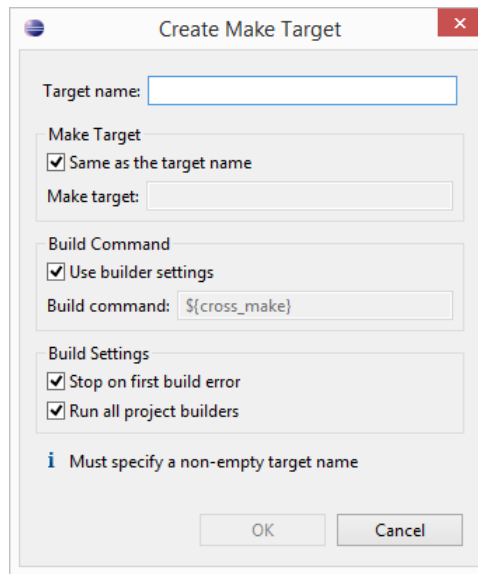 Create Make Target
Target name:
Make Target
Same as the target name
Make target:
Build Command
Use builder settings
Build command: ${cross_make}
Build Settings
Stop on first build error
Run all project builders
i Must specify a non-empty target name
OK Cancel